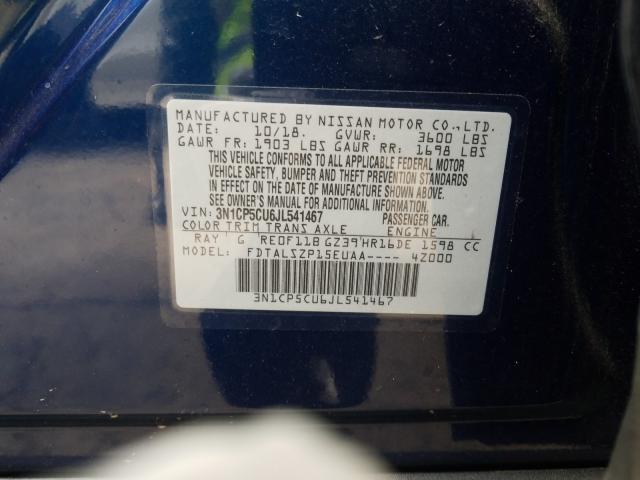 MANUFACTURED BY NISSAN MOTOR CO.,LTD.
DATE: 10/18. GVWR: 3600 LBS
GAWR FR: 1903 LBS GAWR RR: 1698 LBS
THIS VEHICLE CONFORMS TO ALL APPLICABLE FEDERAL MOTOR
VEHICLE SAFETY, BUMPER AND THEFT PREVENTION STANDARDS
IN EFFECT ON THE DATE OF MANUFACTURE SHOWN ABOVE.
SEE OWNER'S MANUAL FOR ADDITIONAL INFORMATION.
VIN: 3N1CP5CU6JL541467 PASSENGER CAR.
COLOR TRIM TRANS AXLE ENGINE
RAY G RE0F11B GZ39 HR16DE 1598 CC
MODEL: FDTALSZP15EUAA---- 4Z000
3N1CP5CU6JL541467